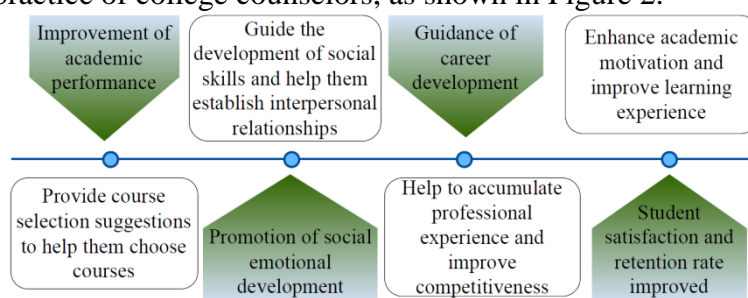 practice of college counselors, as shown in Figure 2.
Improvement of
academic
performance
Guide the
development of social
skills and help them
establish interpersonal
relationships
Guidance of
career
development
Enhance academic
motivation and
improve learning
experience
Provide course
selection suggestions
to help them choose
courses
Promotion of social
emotional
development
Help to accumulate
professional
experience and
improve
competitiveness
Student
satisfaction and
retention rate
improved